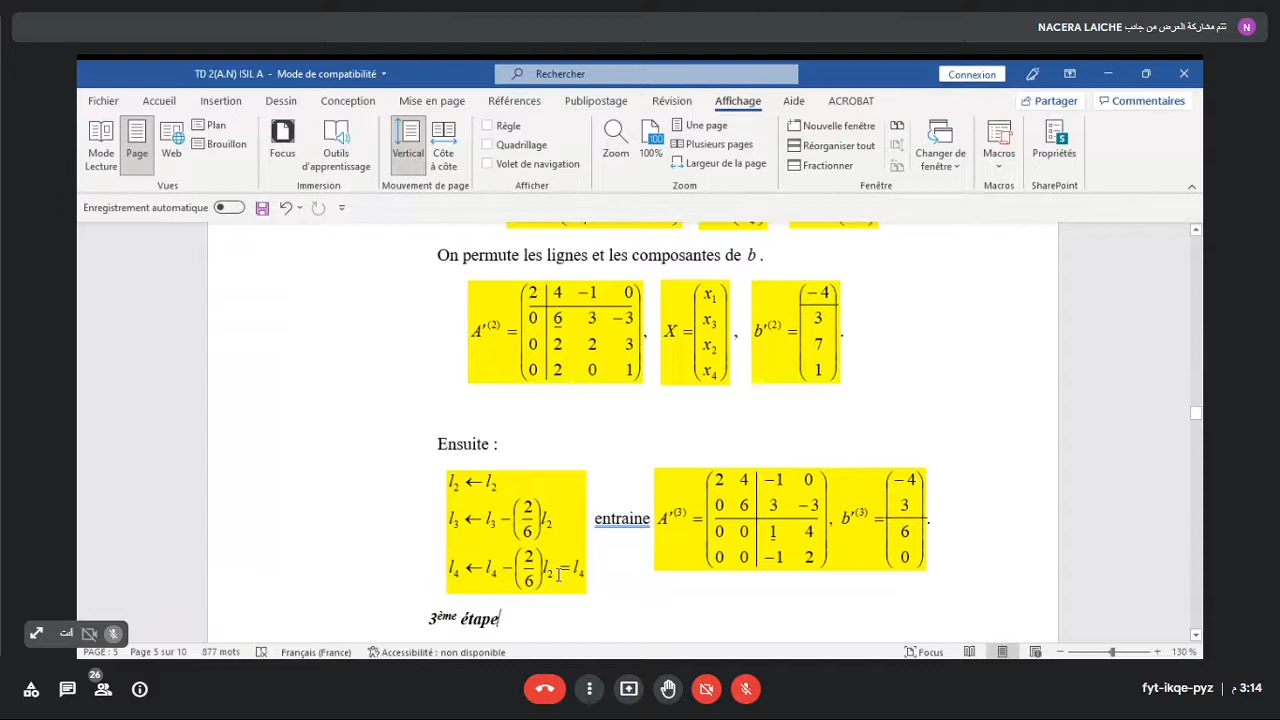 تتم مشاركة العرض من جانب NACERA LAICHE
N
TD 2(A.N) ISIL A - Mode de compatibilité
Rechercher
Connexion
Fichier Accueil Insertion Dessin Conception Mise en page Références Publipostage Révision Affichage Aide ACROBAT Partager Commentaires
Mode Lecture
Page
Web
Plan
Brouillon
Vues
Focus
Outils d'apprentissage
Immersion
Vertical
Côte à côte
Mouvement de page
Règle
Quadrillage
Volet de navigation
Afficher
Zoom
100
100%
Une page
Plusieurs pages
Largeur de la page
Zoom
Nouvelle fenêtre
Réorganiser tout
Fractionner
Changer de fenêtre
Fenêtre
Macros
Macros
Propriétés
SharePoint
Enregistrement automatique
On permute les lignes et les composantes de b .
A′(2) = (2 4 −1 0
0 6 3 −3
0 2 2 3
0 2 0 1) , X = (x1
x3
x2
x4) , b′(2) = (−4
3
7
1) .
Ensuite :
l2 ← l2
l3 ← l3 − (2/6) l2
l4 ← l4 − (2/6) l2 = l4
entraine A′(3) = (2 4 −1 0
0 6 3 −3
0 0 1 4
0 0 −1 2) , b′(3) = (−4
3
6
0) .
3ème étape
أنت
PAGE : 5 Page 5 sur 10 877 mots Français (France) Accessibilité : non disponible Focus 130 %
26
fyt-ikqe-pyz | 3:14 م